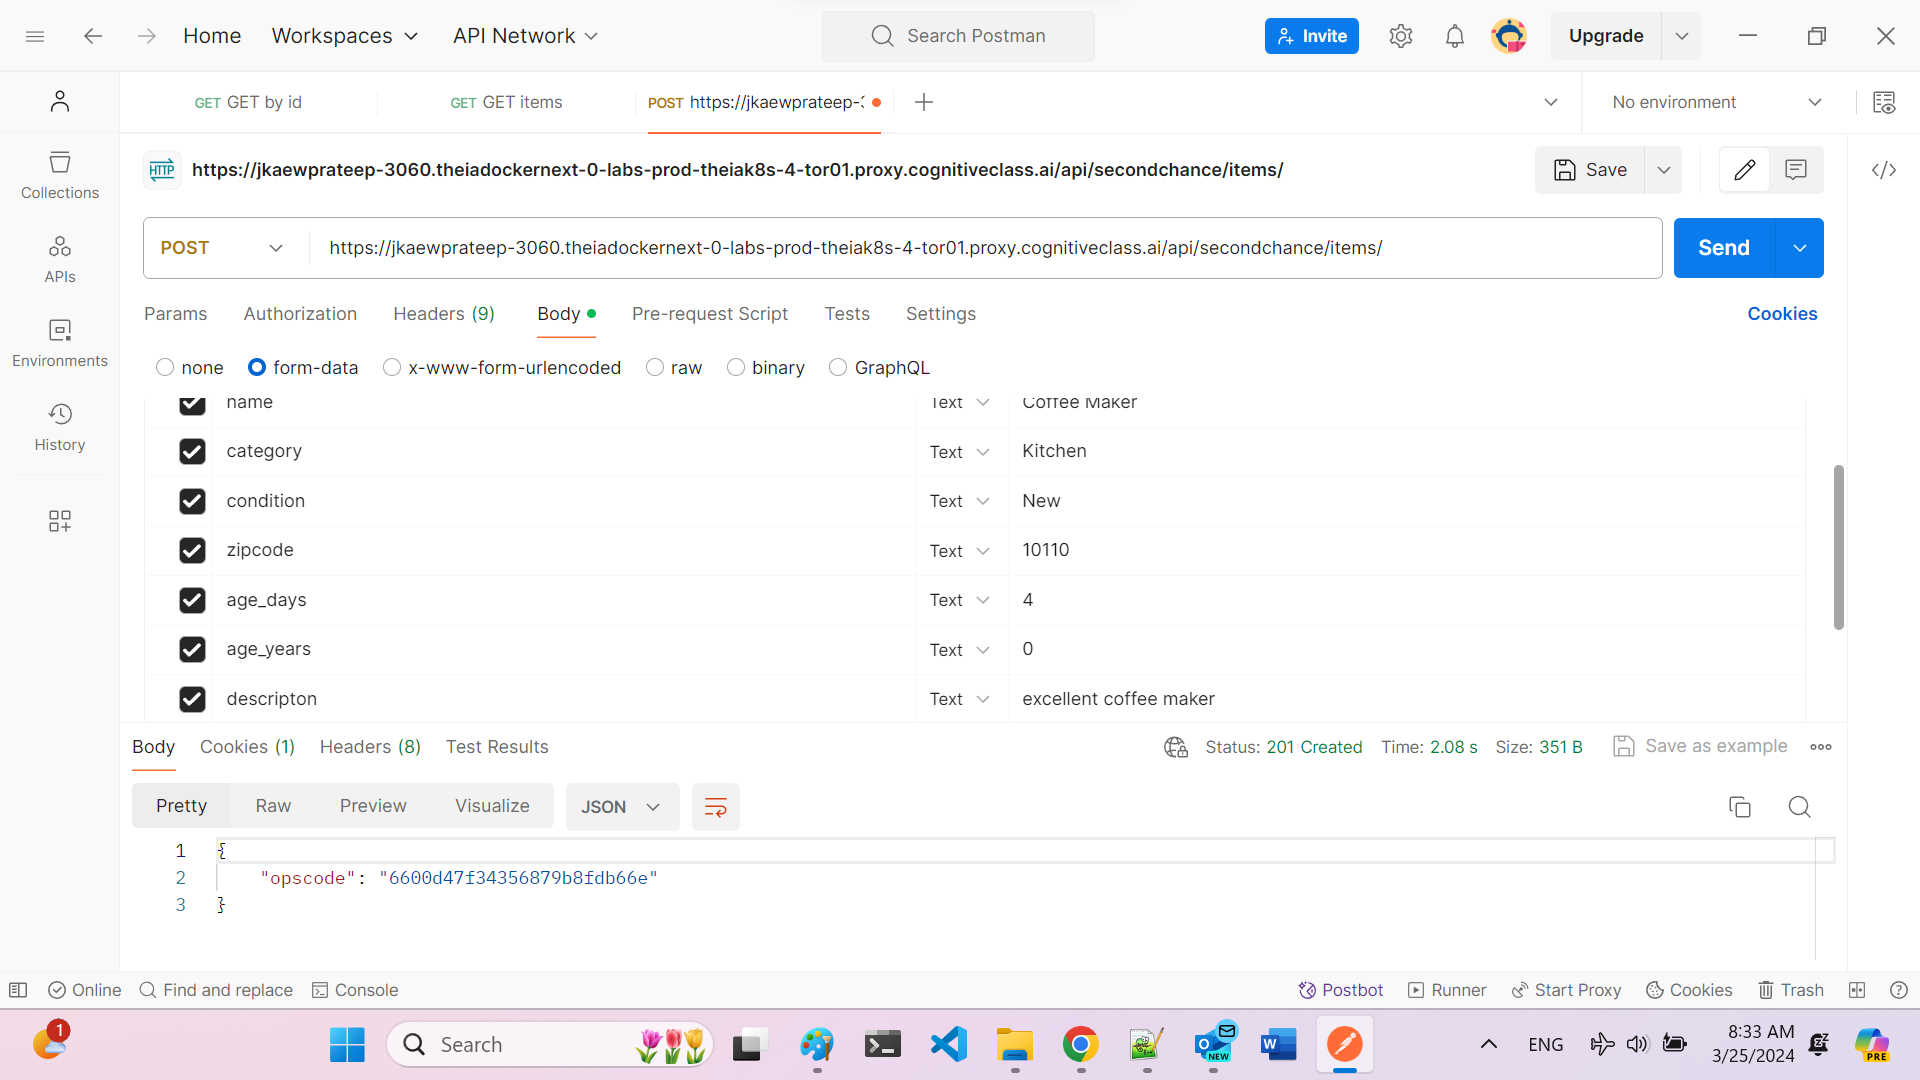 Home Workspaces API Network Search Postman Invite Upgrade
GET GET by id GET GET items POST https://jkaewprateep-3 No environment
HTTP https://jkaewprateep-3060.theiadockernext-0-labs-prod-theiak8s-4-tor01.proxy.cognitiveclass.ai/api/secondchance/items/ Save
Collections
APIs
Environments
History
POST https://jkaewprateep-3060.theiadockernext-0-labs-prod-theiak8s-4-tor01.proxy.cognitiveclass.ai/api/secondchance/items/ Send
Params Authorization Headers (9) Body Pre-request Script Tests Settings Cookies
none form-data x-www-form-urlencoded raw binary GraphQL
name Text Coffee Maker
category Text Kitchen
condition Text New
zipcode Text 10110
age_days Text 4
age_years Text 0
descripton Text excellent coffee maker
Body Cookies (1) Headers (8) Test Results Status: 201 Created Time: 2.08 s Size: 351 B Save as example
Pretty Raw Preview Visualize JSON
1 {
2 "opscode": "6600d47f34356879b8fdb66e"
3 }
Online Find and replace Console Postbot Runner Start Proxy Cookies Trash
1 Search NEW W ENG 8:33 AM PRE
3/25/2024